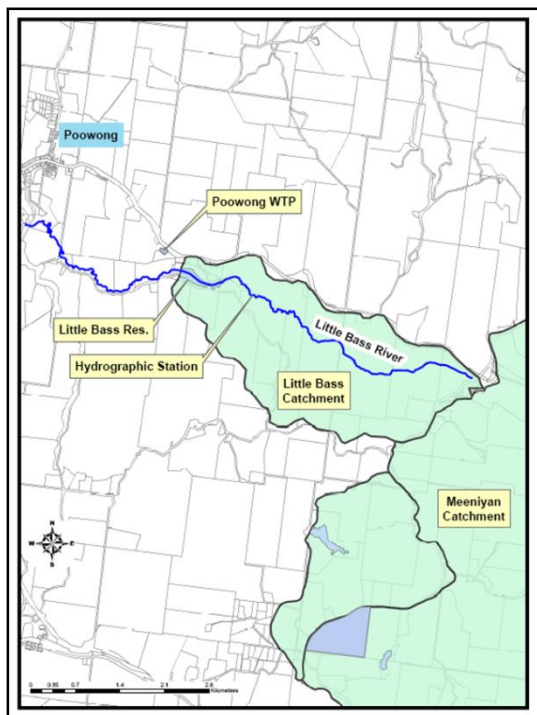 Poowong
Poowong WTP
Little Bass Res.
Hydrographic Station
Little Bass River
Little Bass
Catchment
Meeniyan
Catchment
N
W E
S
0 0.35 0.7 1.4 2.1 2.8
Kilometers